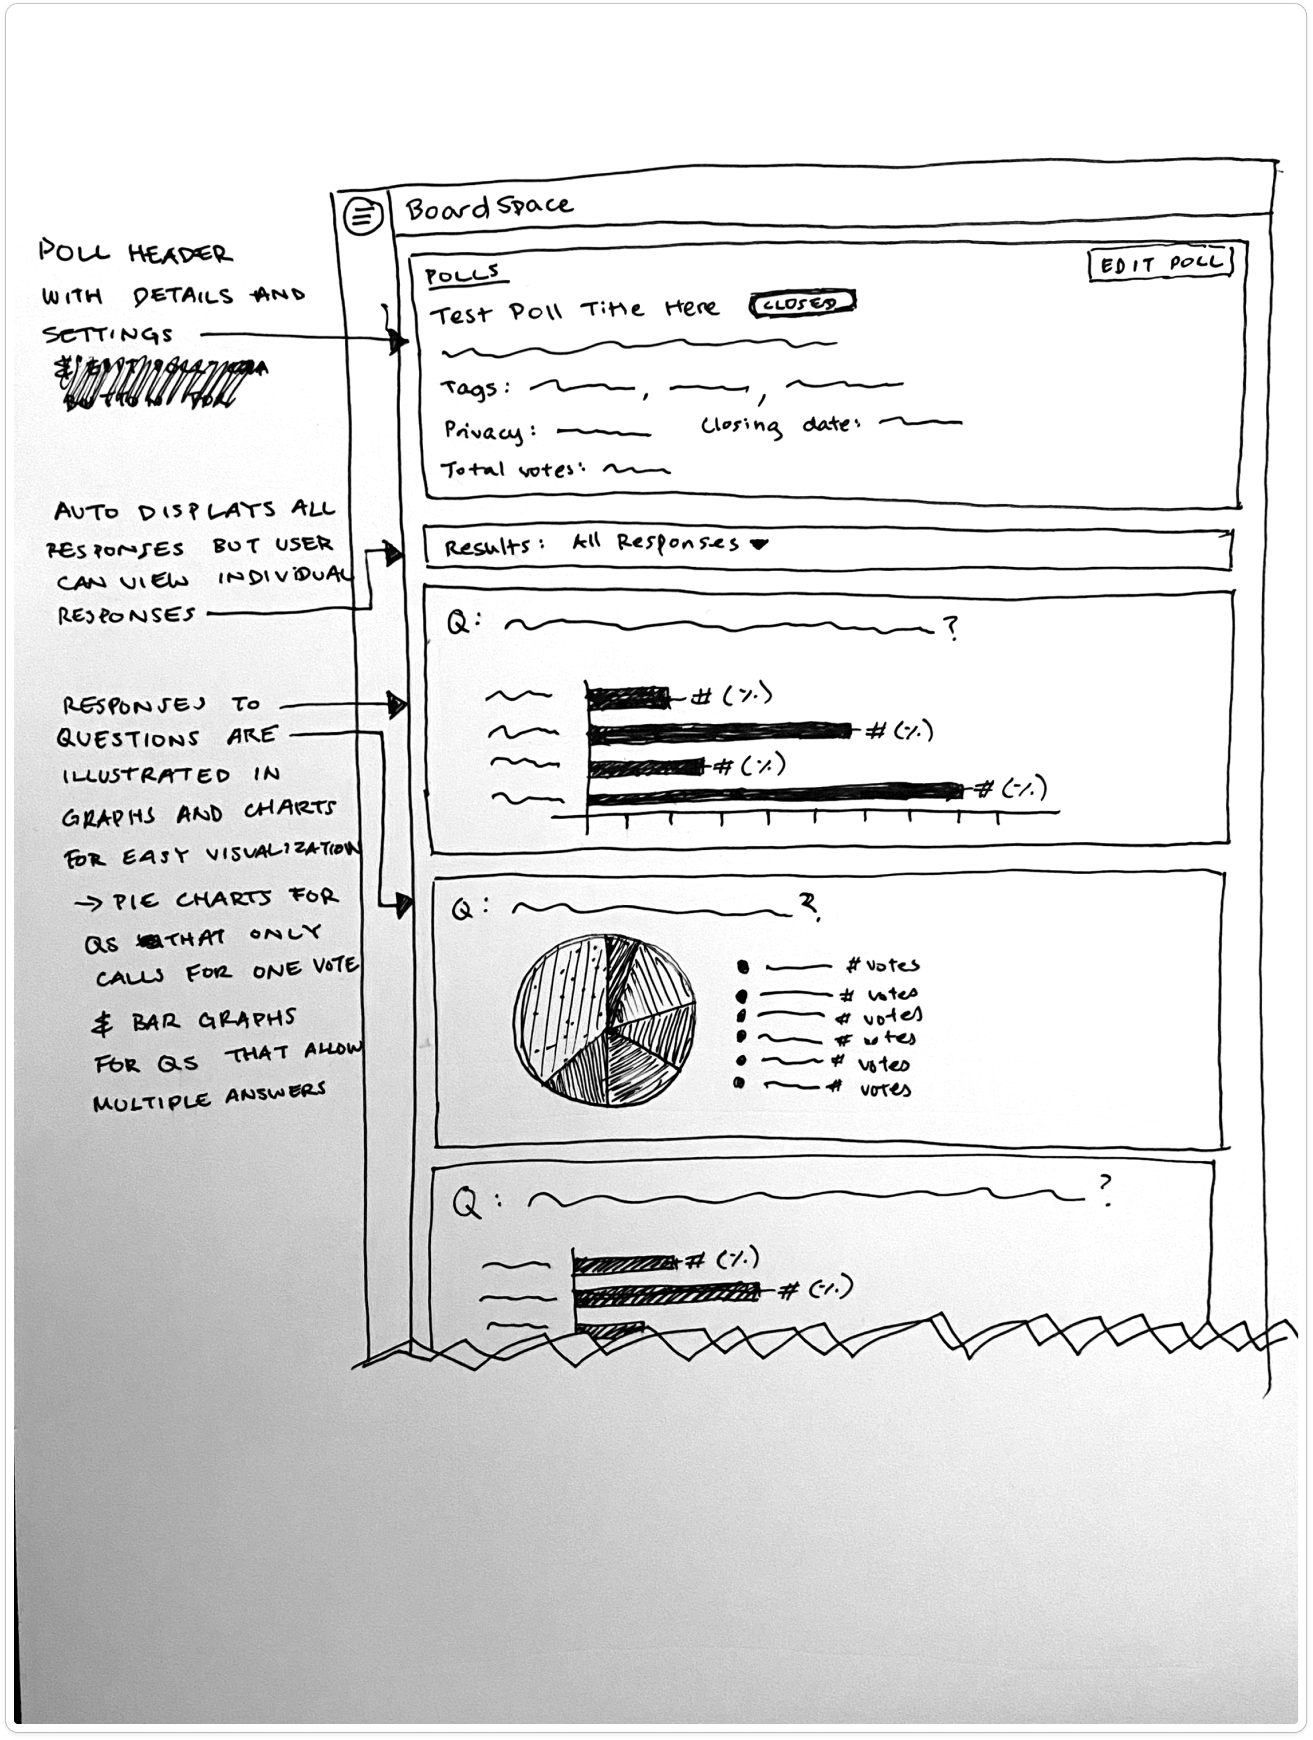 BoardSpace
POLL HEADER
WITH DETAILS AND
SETTINGS
POLLS
EDIT POLL
Test Poll Title Here
CLOSED
Tags: , ,
Privacy:
Closing date:
Total votes:
AUTO DISPLAYS ALL
RESPONSES BUT USER
CAN VIEW INDIVIDUAL
RESPONSES
Results: All Responses
RESPONSES TO
QUESTIONS ARE
ILLUSTRATED IN
GRAPHS AND CHARTS
FOR EASY VISUALIZATION
→ PIE CHARTS FOR
QS THAT ONLY
CALLS FOR ONE VOTE
& BAR GRAPHS
FOR QS THAT ALLOW
MULTIPLE ANSWERS
Q: ?
# (%)
# (%)
# (%)
# (%)
Q: ?
# votes
# votes
# votes
# votes
# votes
# votes
Q: ?
# (%)
# (%)